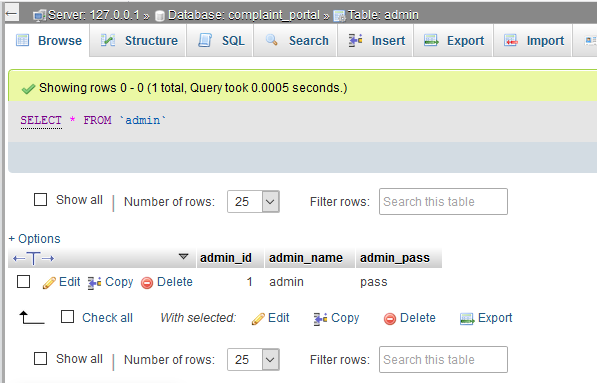 Server: 127.0.0.1 » Database: complaint_portal » Table: admin
Browse Structure SQL Search Insert Export Import
Showing rows 0 - 0 (1 total, Query took 0.0005 seconds.)
SELECT * FROM `admin`
Show all | Number of rows: 25 Filter rows: Search this table
+ Options
←T→ admin_id admin_name admin_pass
Edit Copy Delete 1 admin pass
Check all With selected: Edit Copy Delete Export
Show all | Number of rows: 25 Filter rows: Search this table